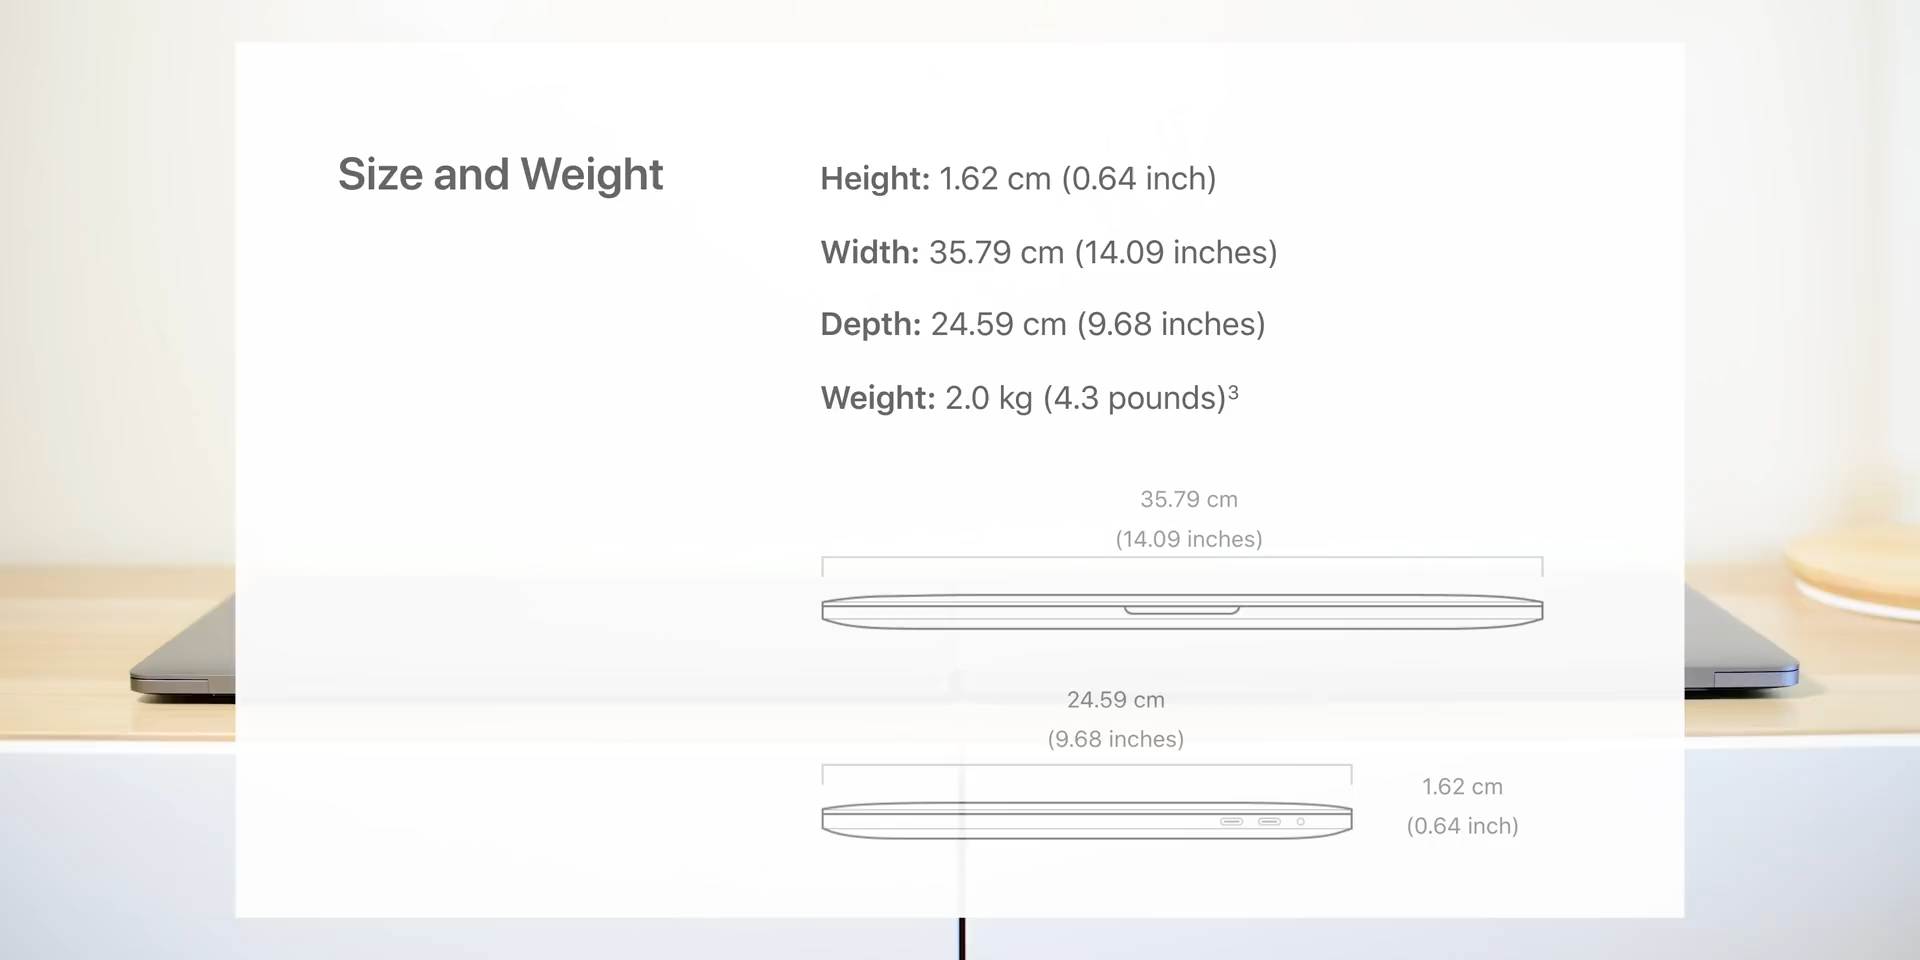 Size and Weight
Height: 1.62 cm (0.64 inch)
Width: 35.79 cm (14.09 inches)
Depth: 24.59 cm (9.68 inches)
Weight: 2.0 kg (4.3 pounds)³
35.79 cm
(14.09 inches)
24.59 cm
(9.68 inches)
1.62 cm
(0.64 inch)